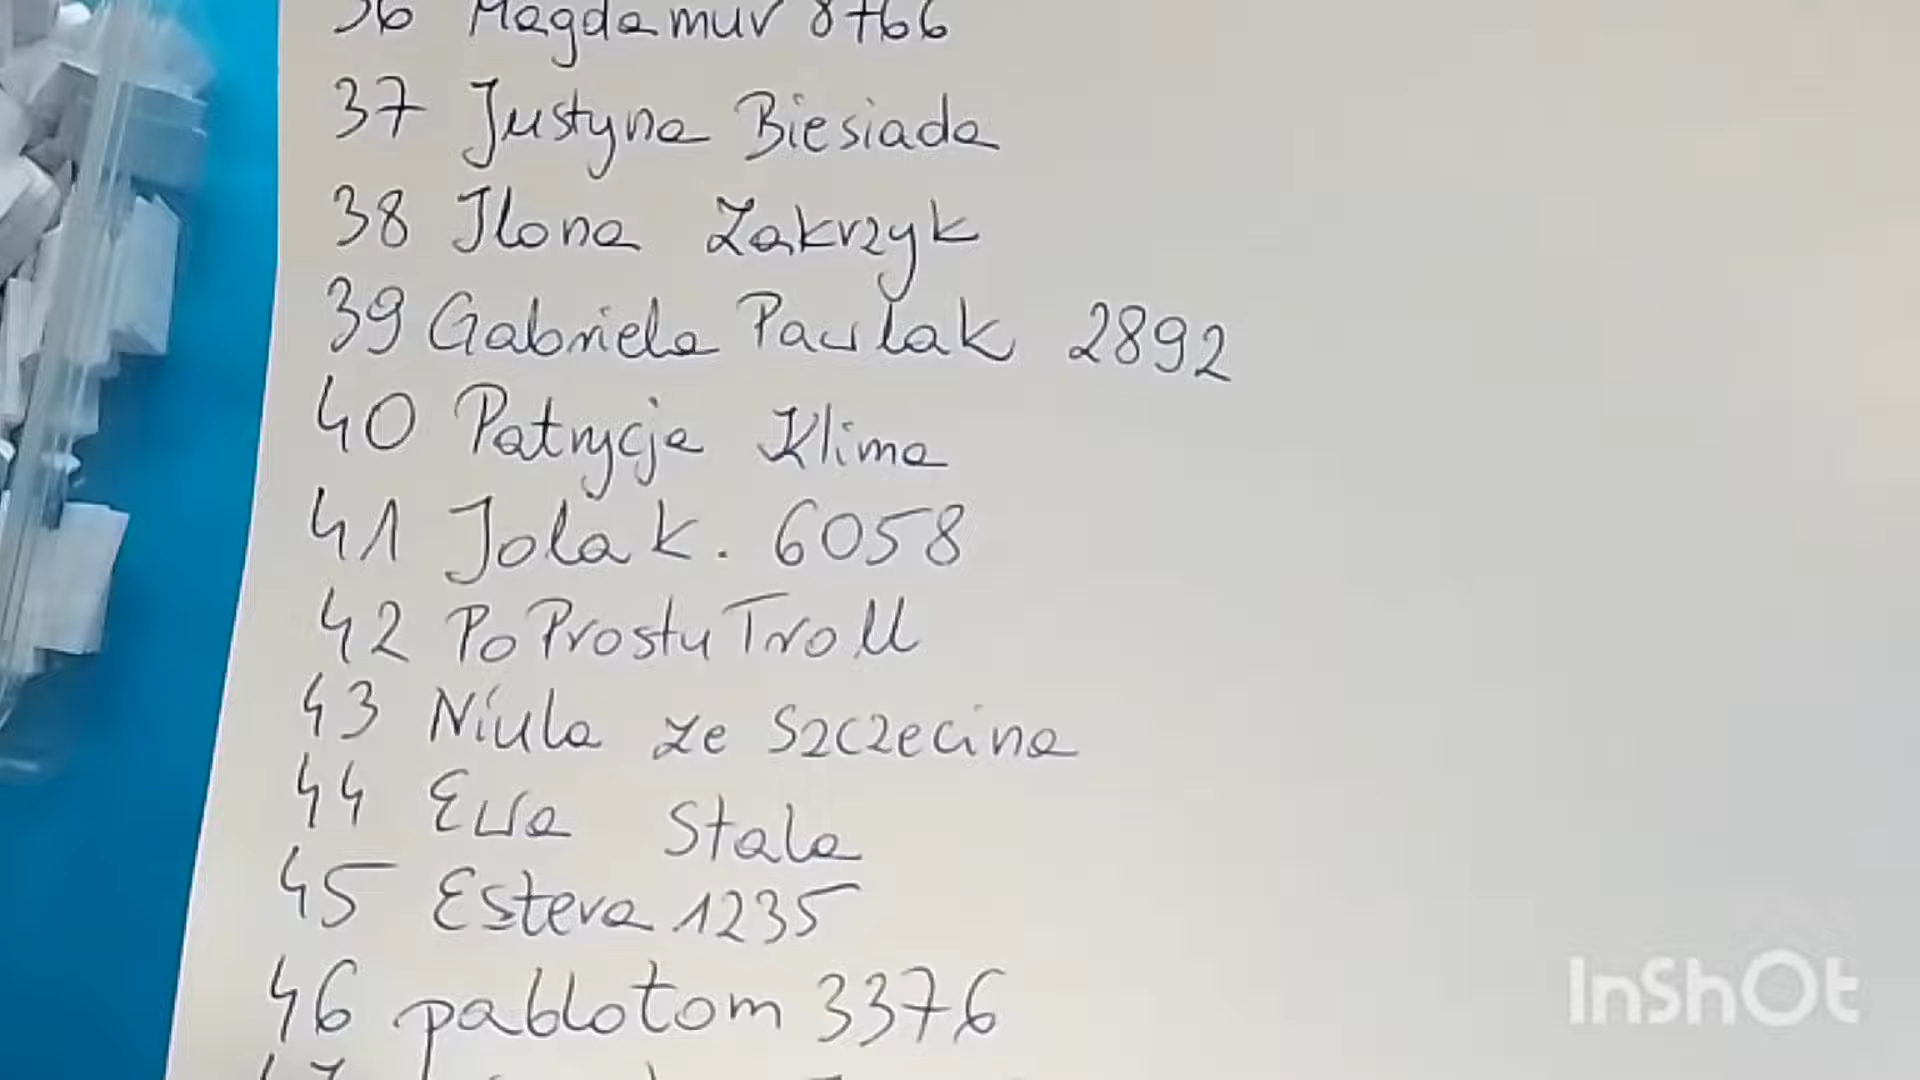 36 Magdamur 8766
37 Justyna Biesiada
38 Ilona Zakrzyk
39 Gabriela Pawlak 2892
40 Patrycja Klima
41 Jola K. 6058
42 PoProstuTroll
43 Niula ze Szczecina
44 Ewa Stala
45 Estera 1235
46 pablotom 3376
47
InShOt